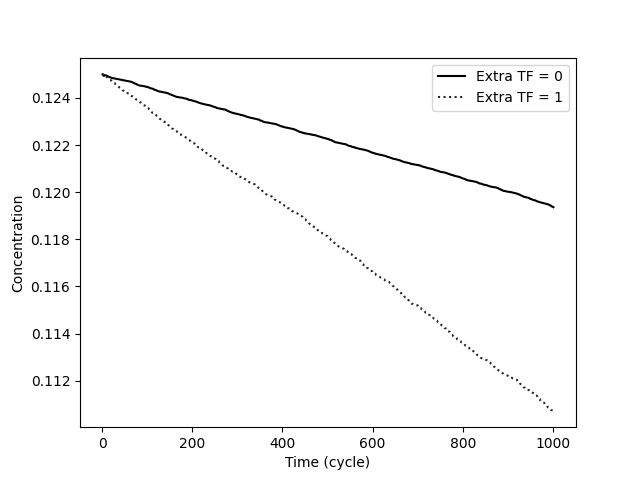 Extra TF = 0
Extra TF = 1
0.124
0.122
0.120
0.118
0.116
0.114
0.112
Concentration
0 200 400 600 800 1000
Time (cycle)